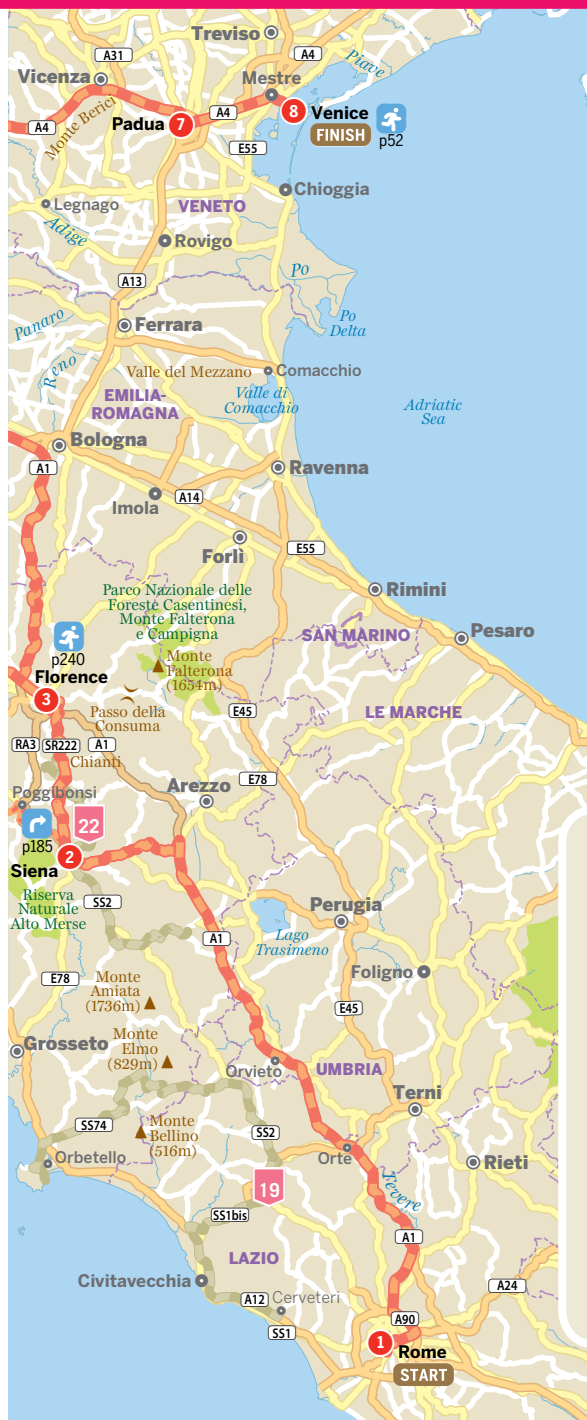 Treviso
A31
A4
Piave
Vicenza
Mestre
Monte Berici
A4
Padua
7
A4
8
Venice
FINISH
p52
E55
Chioggia
Legnago
VENETO
Adige
Rovigo
A13
Po
Panaro
Ferrara
Po
Delta
Reno
Valle del Mezzano
Comacchio
EMILIA-
ROMAGNA
Valle di
Comacchio
Adriatic
Sea
Bologna
A1
Ravenna
Imola
A14
Forlì
E55
Parco Nazionale delle
Foreste Casentinesi,
Monte Falterona
e Campigna
Rimini
SAN MARINO
Pesaro
p240
Florence
3
Monte
Falterona
(1654m)
Passo della
Consuma
E45
LE MARCHE
RA3
SR222
A1
Chianti
Poggibonsi
Arezzo
E78
22
p185
2
Siena
Riserva
Naturale
Alto Merse
SS2
A1
Lago
Trasimeno
Perugia
Foligno
E78
Monte
Amiata
(1736m)
E45
Grosseto
Monte
Elmo
(829m)
Orvieto
UMBRIA
Terni
SS74
Monte
Bellino
(516m)
SS2
Orte
Orbetello
Rieti
19
Tevere
SS1bis
A1
LAZIO
Civitavecchia
A12
Cerveteri
A24
SS1
A90
1
Rome
START